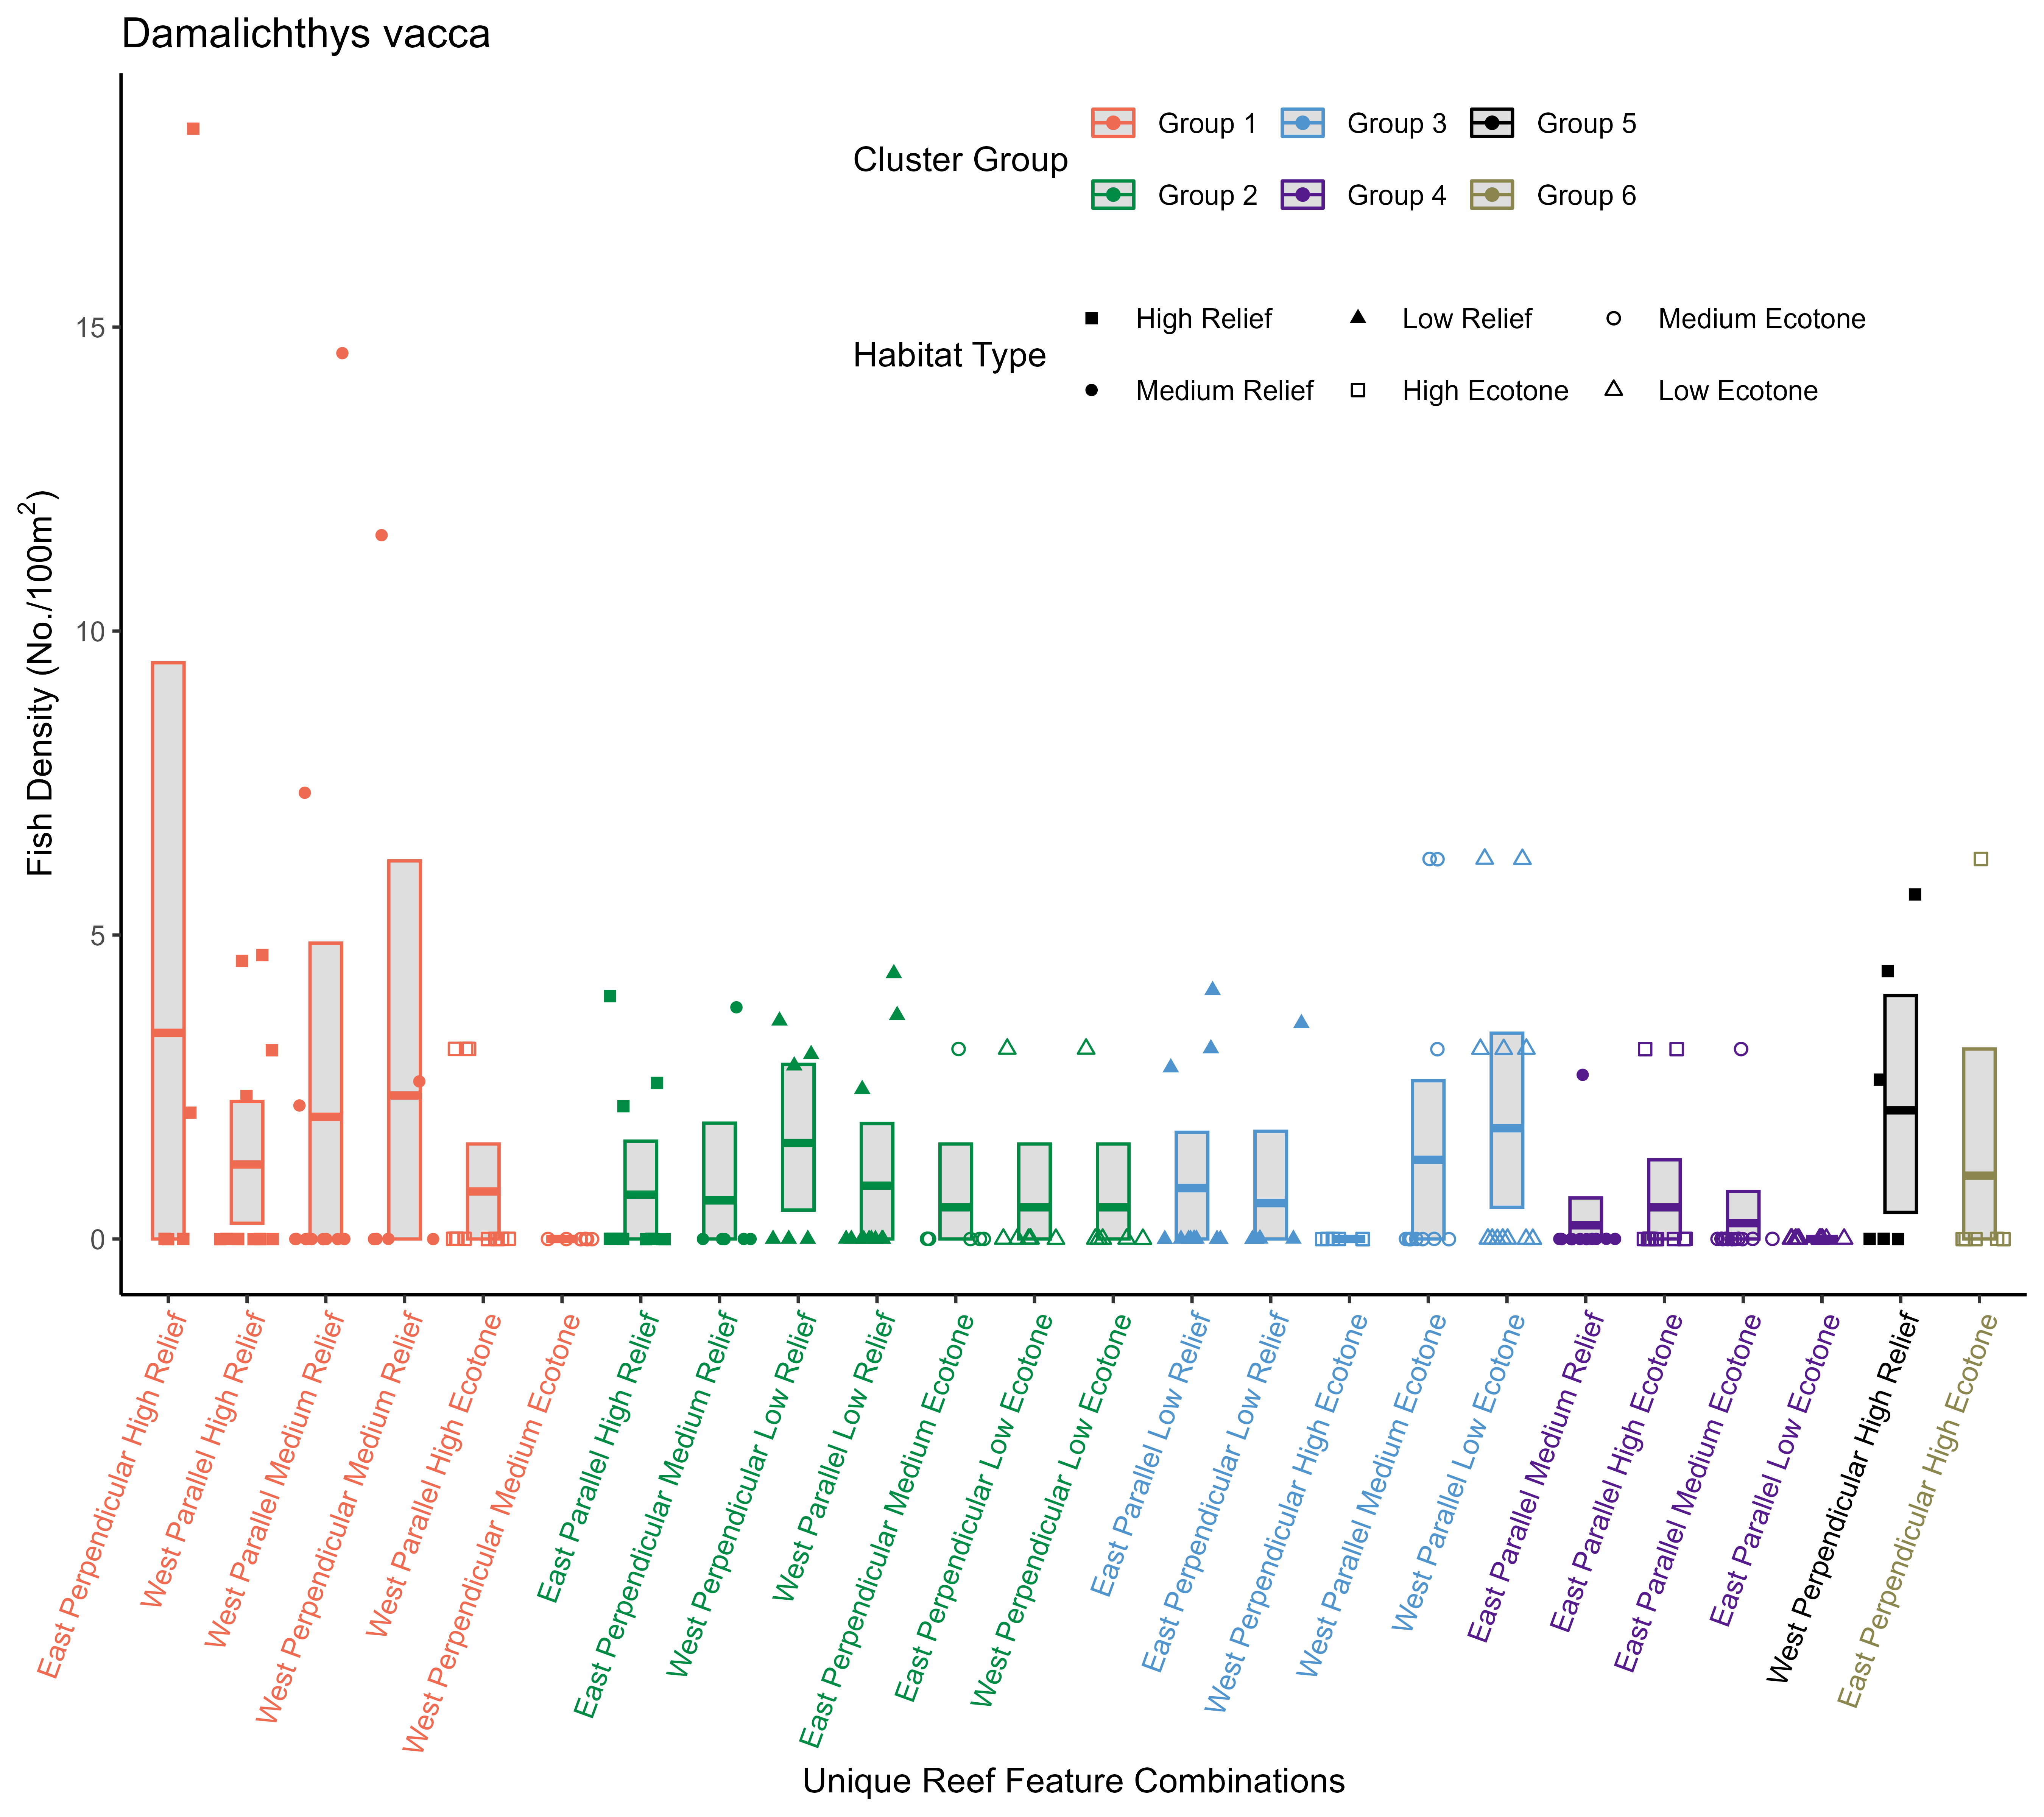 Damalichthys vacca
Cluster Group
Group 1
Group 3
Group 5
Group 2
Group 4
Group 6
Habitat Type
High Relief
Low Relief
Medium Ecotone
Medium Relief
High Ecotone
Low Ecotone
Fish Density (No./100m²)
15
10
5
0
East Perpendicular High Relief
West Parallel High Relief
West Parallel Medium Relief
West Perpendicular Medium Relief
West Parallel High Ecotone
West Perpendicular Medium Ecotone
East Parallel High Relief
East Perpendicular Medium Relief
West Perpendicular Low Relief
West Parallel Low Relief
East Perpendicular Medium Ecotone
East Perpendicular Low Ecotone
West Perpendicular Low Ecotone
East Parallel Low Relief
East Perpendicular Low Relief
West Perpendicular High Ecotone
West Parallel Medium Ecotone
West Parallel Low Ecotone
East Parallel Medium Relief
East Parallel High Ecotone
East Parallel Medium Ecotone
East Parallel Low Ecotone
West Perpendicular High Relief
East Perpendicular High Ecotone
Unique Reef Feature Combinations